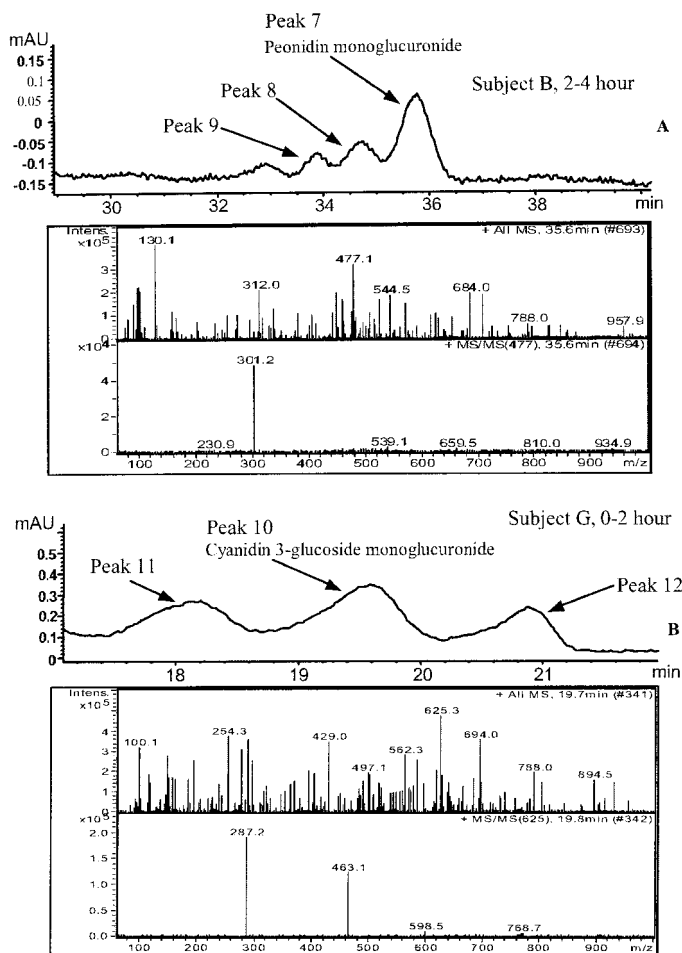 Peak 7
mAU
Peonidin monoglucuronide
0.15
Subject B, 2-4 hour
0.1
Peak 8
0.05
0
Peak 9
A
-0.05
-0.1
-0.15
30 32 34 36 38 min
Intens.
x10⁵
+ All MS, 35.6min (#693)
130.1
477.1
312.0
544.5
684.0
788.0
957.9
3
2
1
0
x10⁴
+ MS/MS(477), 35.6min (#694)
301.2
4
2
0
230.9
539.1
659.5
810.0
934.9
100 200 300 400 500 600 700 800 900 m/z
mAU
Peak 10
Subject G, 0-2 hour
Cyanidin 3-glucoside monoglucuronide
0.5
Peak 11
0.4
Peak 12
0.3
0.2
B
0.1
0
18 19 20 21 min
Intens.
x10⁵
+ All MS, 19.7min (#341)
625.3
100.1
254.3
429.0
694.0
562.3
497.1
788.0
894.5
4
3
2
1
0
x10⁵
+ MS/MS(625), 19.8min (#342)
287.2
2.0
463.1
1.5
1.0
0.5
0.0
598.5
768.7
100 200 300 400 500 600 700 800 900 m/z